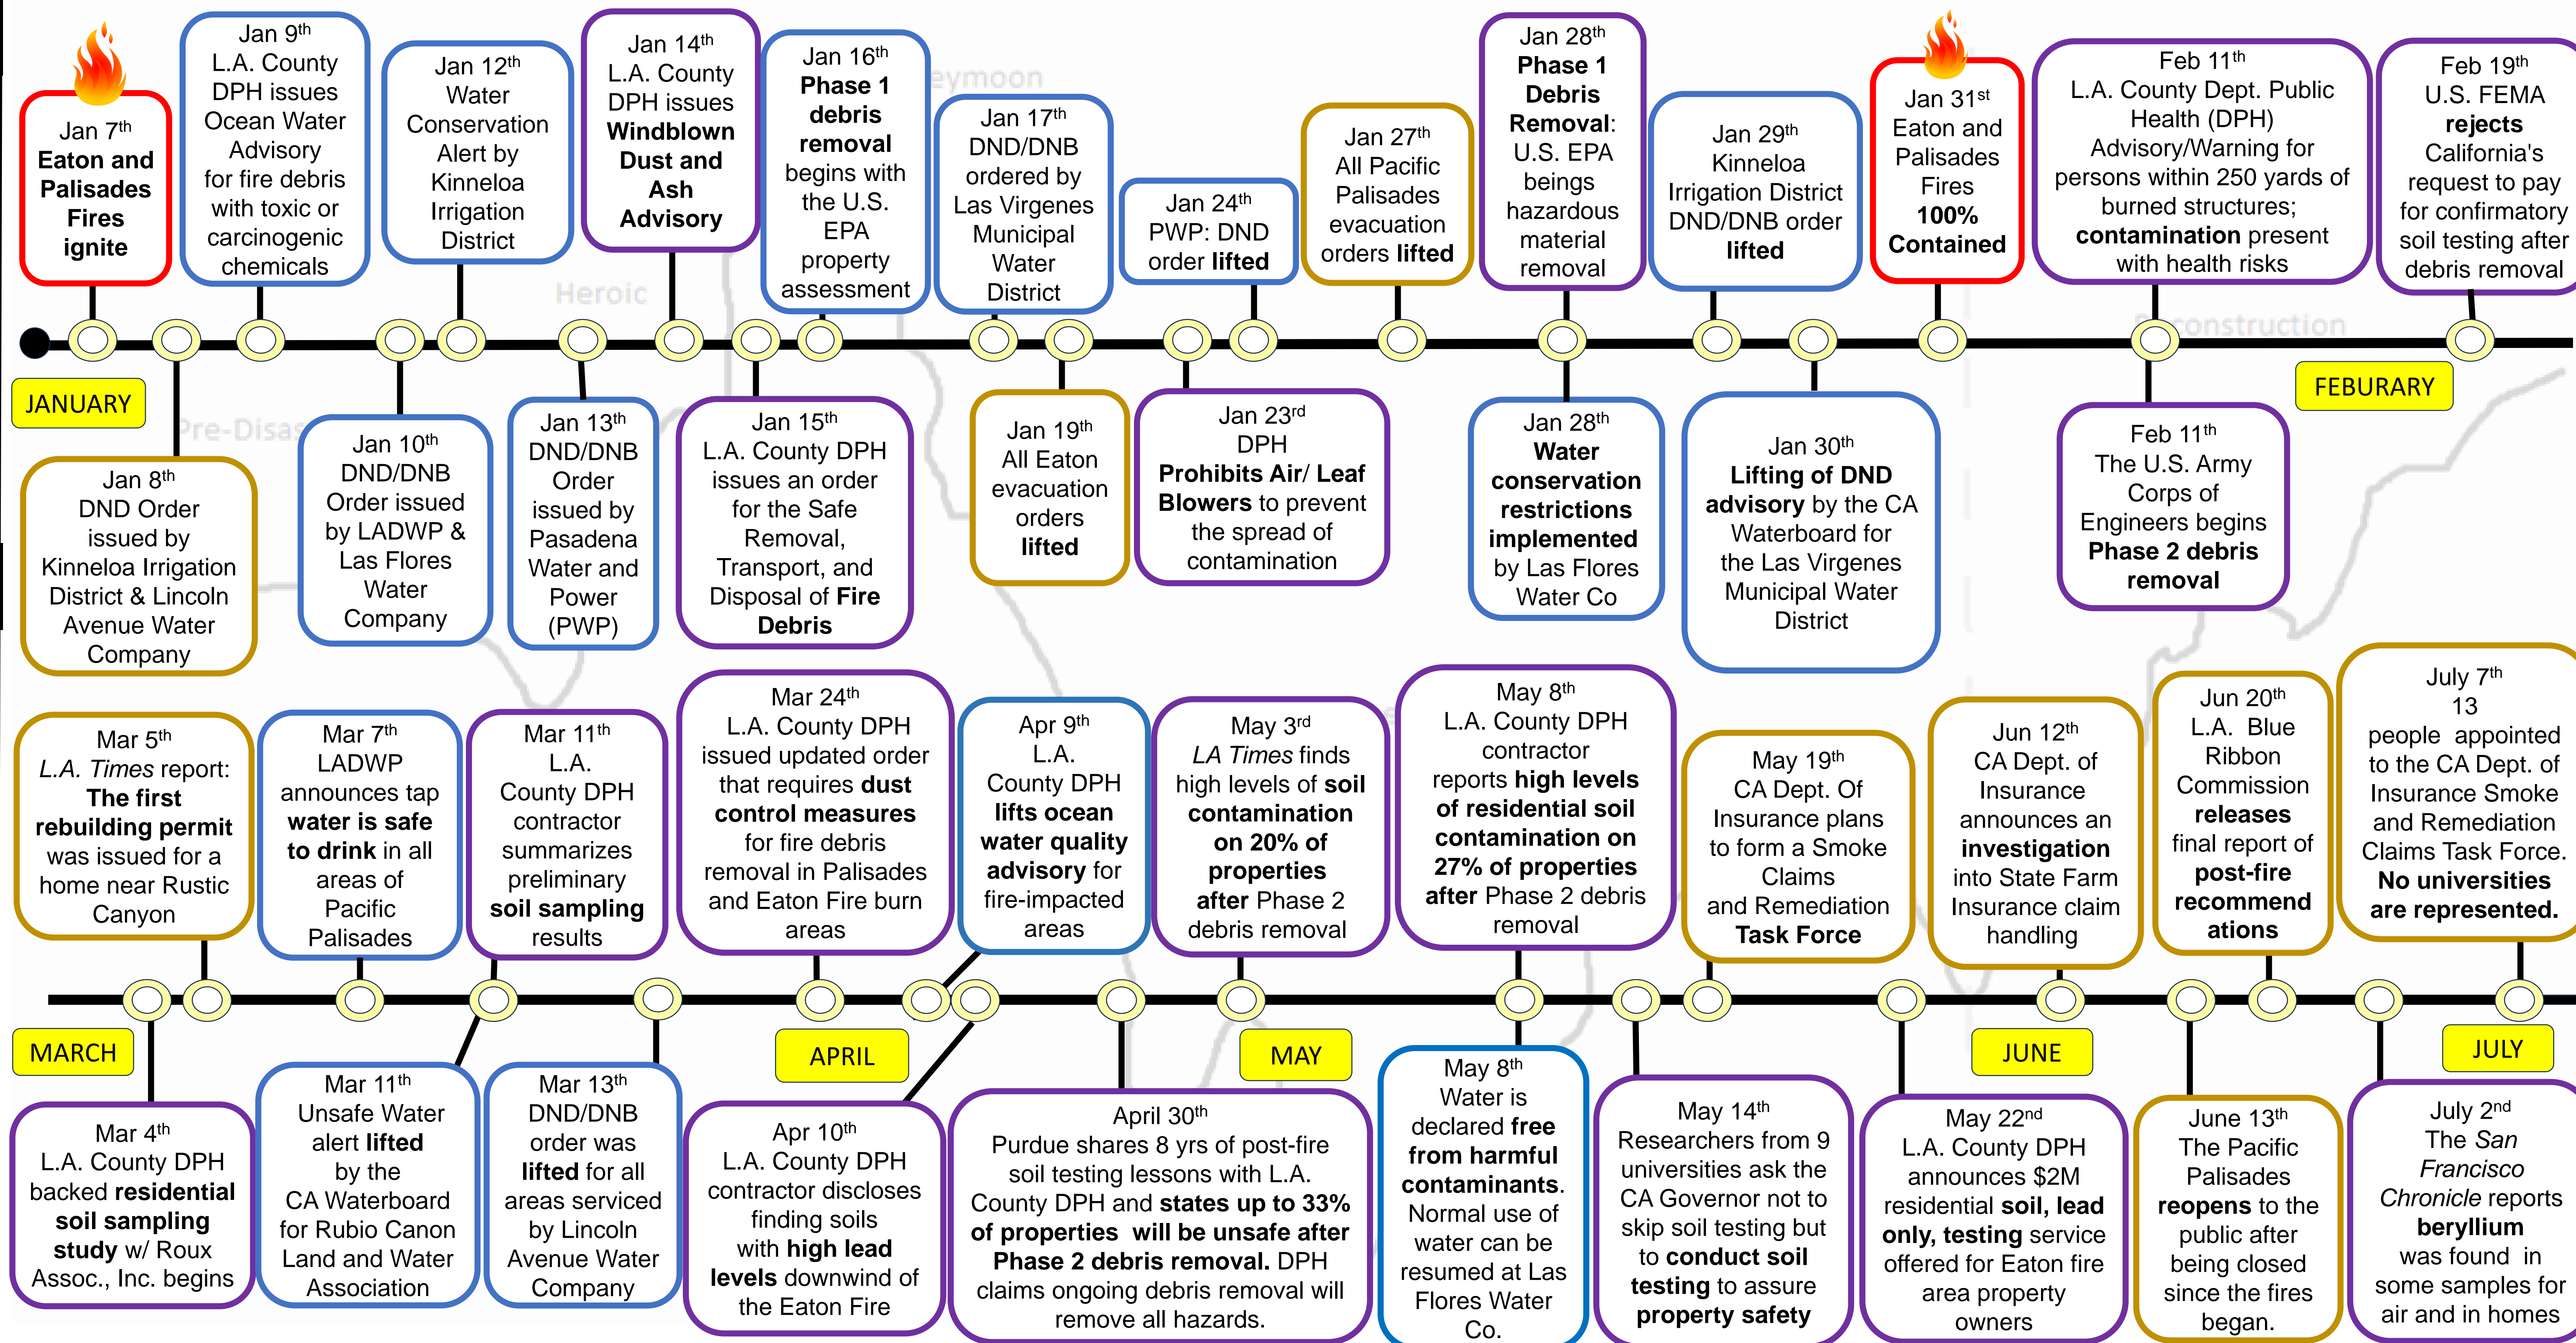 Jan 7th
Eaton and
Palisades
Fires
ignite
Jan 9th
L.A. County
DPH issues
Ocean Water
Advisory
for fire debris
with toxic or
carcinogenic
chemicals
Jan 12th
Water
Conservation
Alert by
Kinneloa
Irrigation
District
Jan 14th
L.A. County
DPH issues
Windblown
Dust and
Ash
Advisory
Jan 16th
Phase 1
debris
removal
begins with
the U.S.
EPA
property
assessment
eymoon
Jan 17th
DND/DNB
ordered by
Las Virgenes
Municipal
Water
District
Jan 24th
PWP: DND
order lifted
Jan 27th
All Pacific
Palisades
evacuation
orders lifted
Jan 28th
Phase 1
Debris
Removal:
U.S. EPA
beings
hazardous
material
removal
Jan 29th
Kinneloa
Irrigation District
DND/DNB order
lifted
Jan 31st
Eaton and
Palisades
Fires
100%
Contained
Feb 11th
L.A. County Dept. Public
Health (DPH)
Advisory/Warning for
persons within 250 yards of
burned structures;
contamination present
with health risks
Feb 19th
U.S. FEMA
rejects
California's
request to pay
for confirmatory
soil testing after
debris removal
Heroic
construction
JANUARY
FEBURARY
Pre-Disas
Jan 8th
DND Order
issued by
Kinneloa Irrigation
District & Lincoln
Avenue Water
Company
Jan 10th
DND/DNB
Order issued
by LADWP &
Las Flores
Water
Company
Jan 13th
DND/DNB
Order
issued by
Pasadena
Water and
Power
(PWP)
Jan 15th
L.A. County DPH
issues an order
for the Safe
Removal,
Transport, and
Disposal of Fire
Debris
Jan 19th
All Eaton
evacuation
orders
lifted
Jan 23rd
DPH
Prohibits Air/ Leaf
Blowers to prevent
the spread of
contamination
Jan 28th
Water
conservation
restrictions
implemented
by Las Flores
Water Co
Jan 30th
Lifting of DND
advisory by the CA
Waterboard for
the Las Virgenes
Municipal Water
District
Feb 11th
The U.S. Army
Corps of
Engineers begins
Phase 2 debris
removal
Mar 5th
L.A. Times report:
The first
rebuilding permit
was issued for a
home near Rustic
Canyon
Mar 7th
LADWP
announces tap
water is safe
to drink in all
areas of
Pacific
Palisades
Mar 11th
L.A.
County DPH
contractor
summarizes
preliminary
soil sampling
results
Mar 24th
L.A. County DPH
issued updated order
that requires dust
control measures
for fire debris
removal in Palisades
and Eaton Fire burn
areas
Apr 9th
L.A.
County DPH
lifts ocean
water quality
advisory for
fire-impacted
areas
May 3rd
LA Times finds
high levels of soil
contamination
on 20% of
properties
after Phase 2
debris removal
May 8th
L.A. County DPH
contractor
reports high levels
of residential soil
contamination on
27% of properties
after Phase 2 debris
removal
May 19th
CA Dept. Of
Insurance plans
to form a Smoke
Claims
and Remediation
Task Force
Jun 12th
CA Dept. of
Insurance
announces an
investigation
into State Farm
Insurance claim
handling
Jun 20th
L.A. Blue
Ribbon
Commission
releases
final report of
post-fire
recommend
ations
July 7th
13
people appointed
to the CA Dept. of
Insurance Smoke
and Remediation
Claims Task Force.
No universities
are represented.
MARCH
APRIL
MAY
JUNE
JULY
Mar 4th
L.A. County DPH
backed residential
soil sampling
study w/ Roux
Assoc., Inc. begins
Mar 11th
Unsafe Water
alert lifted
by the
CA Waterboard
for Rubio Canon
Land and Water
Association
Mar 13th
DND/DNB
order was
lifted for all
areas serviced
by Lincoln
Avenue Water
Company
Apr 10th
L.A. County DPH
contractor discloses
finding soils
with high lead
levels downwind of
the Eaton Fire
April 30th
Purdue shares 8 yrs of post-fire
soil testing lessons with L.A.
County DPH and states up to 33%
of properties will be unsafe after
Phase 2 debris removal. DPH
claims ongoing debris removal will
remove all hazards.
May 8th
Water is
declared free
from harmful
contaminants.
Normal use of
water can be
resumed at Las
Flores Water
Co.
May 14th
Researchers from 9
universities ask the
CA Governor not to
skip soil testing but
to conduct soil
testing to assure
property safety
May 22nd
L.A. County DPH
announces $2M
residential soil, lead
only, testing service
offered for Eaton fire
area property
owners
June 13th
The Pacific
Palisades
reopens to the
public after
being closed
since the fires
began.
July 2nd
The San
Francisco
Chronicle reports
beryllium
was found in
some samples for
air and in homes